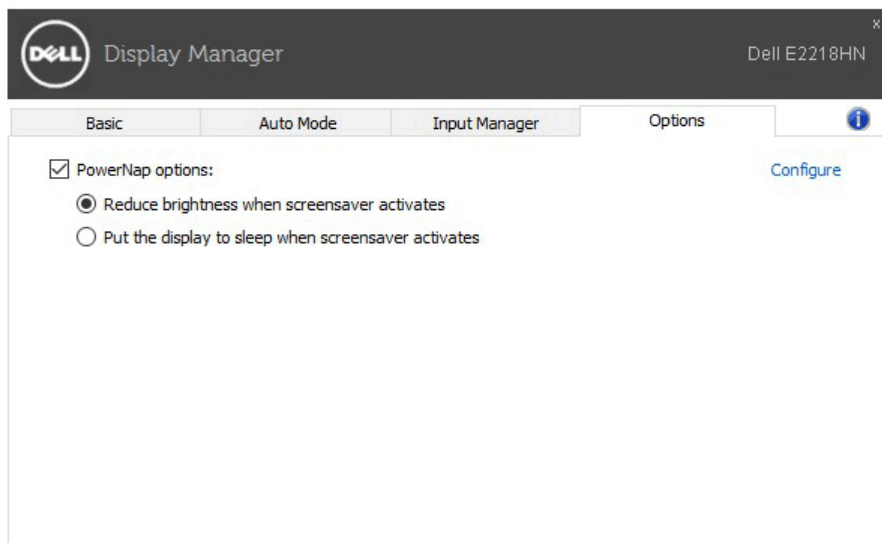 x
DELL Display Manager
Dell E2218HN
Basic Auto Mode Input Manager Options i
PowerNap options: Configure
Reduce brightness when screensaver activates
Put the display to sleep when screensaver activates